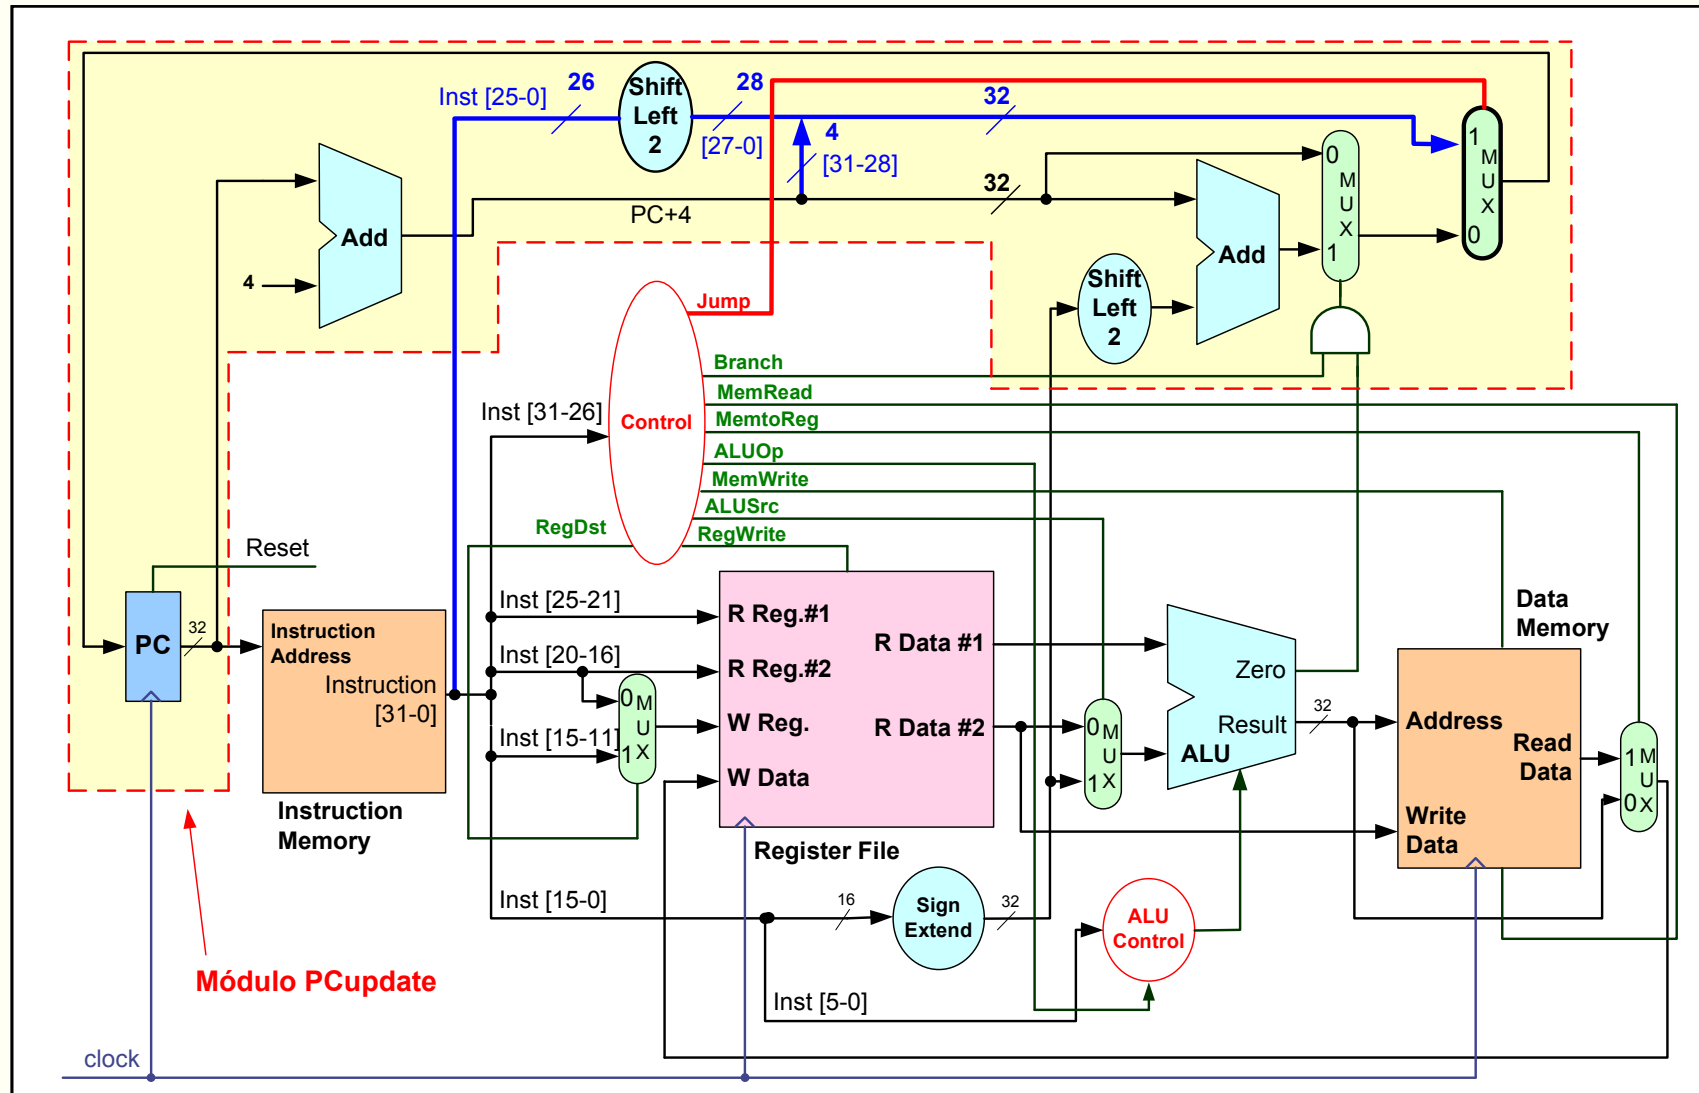 Inst [25-0]
26
Shift
Left
2
28
[27-0]
4
[31-28]
32
1
M
U
X
0
Add
4
PC+4
32
Shift
Left
2
Add
0
M
U
X
1
Jump
Branch
MemRead
MemtoReg
ALUOp
MemWrite
ALUSrc
RegWrite
RegDst
Control
Inst [31-26]
Reset
PC
32
Instruction
Address
Instruction
[31-0]
Instruction
Memory
Inst [25-21]
Inst [20-16]
Inst [15-11]
0
M
U
X
1
R Reg.#1
R Reg.#2
W Reg.
W Data
R Data #1
R Data #2
Register File
0
M
U
X
1
Zero
Result
ALU
32
Data
Memory
Address
Read
Data
Write
Data
1
M
U
X
0
Inst [15-0]
16
Sign
Extend
32
ALU
Control
Inst [5-0]
Módulo PCupdate
clock